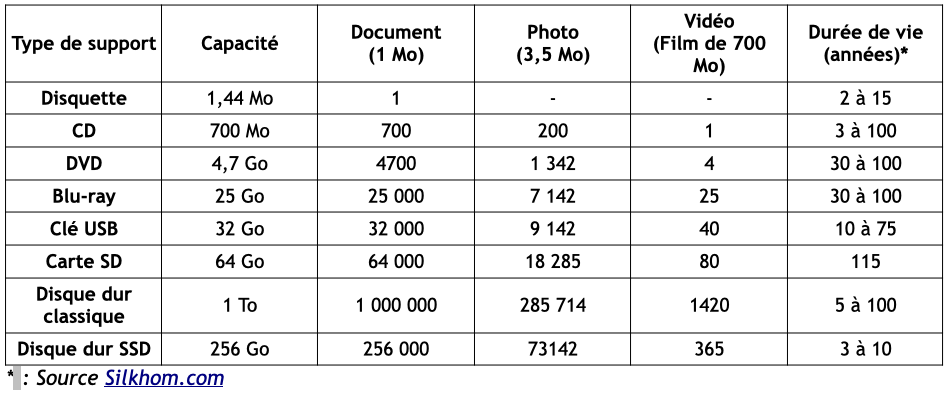 Type de support Capacité Document (1 Mo) Photo (3,5 Mo) Vidéo (Film de 700 Mo) Durée de vie (années)*
Disquette 1,44 Mo 1 - - 2 à 15
CD 700 Mo 700 200 1 3 à 100
DVD 4,7 Go 4700 1 342 4 30 à 100
Blu-ray 25 Go 25 000 7 142 25 30 à 100
Clé USB 32 Go 32 000 9 142 40 10 à 75
Carte SD 64 Go 64 000 18 285 80 115
Disque dur classique 1 To 1 000 000 285 714 1420 5 à 100
Disque dur SSD 256 Go 256 000 73142 365 3 à 10
* : Source Silkhom.com